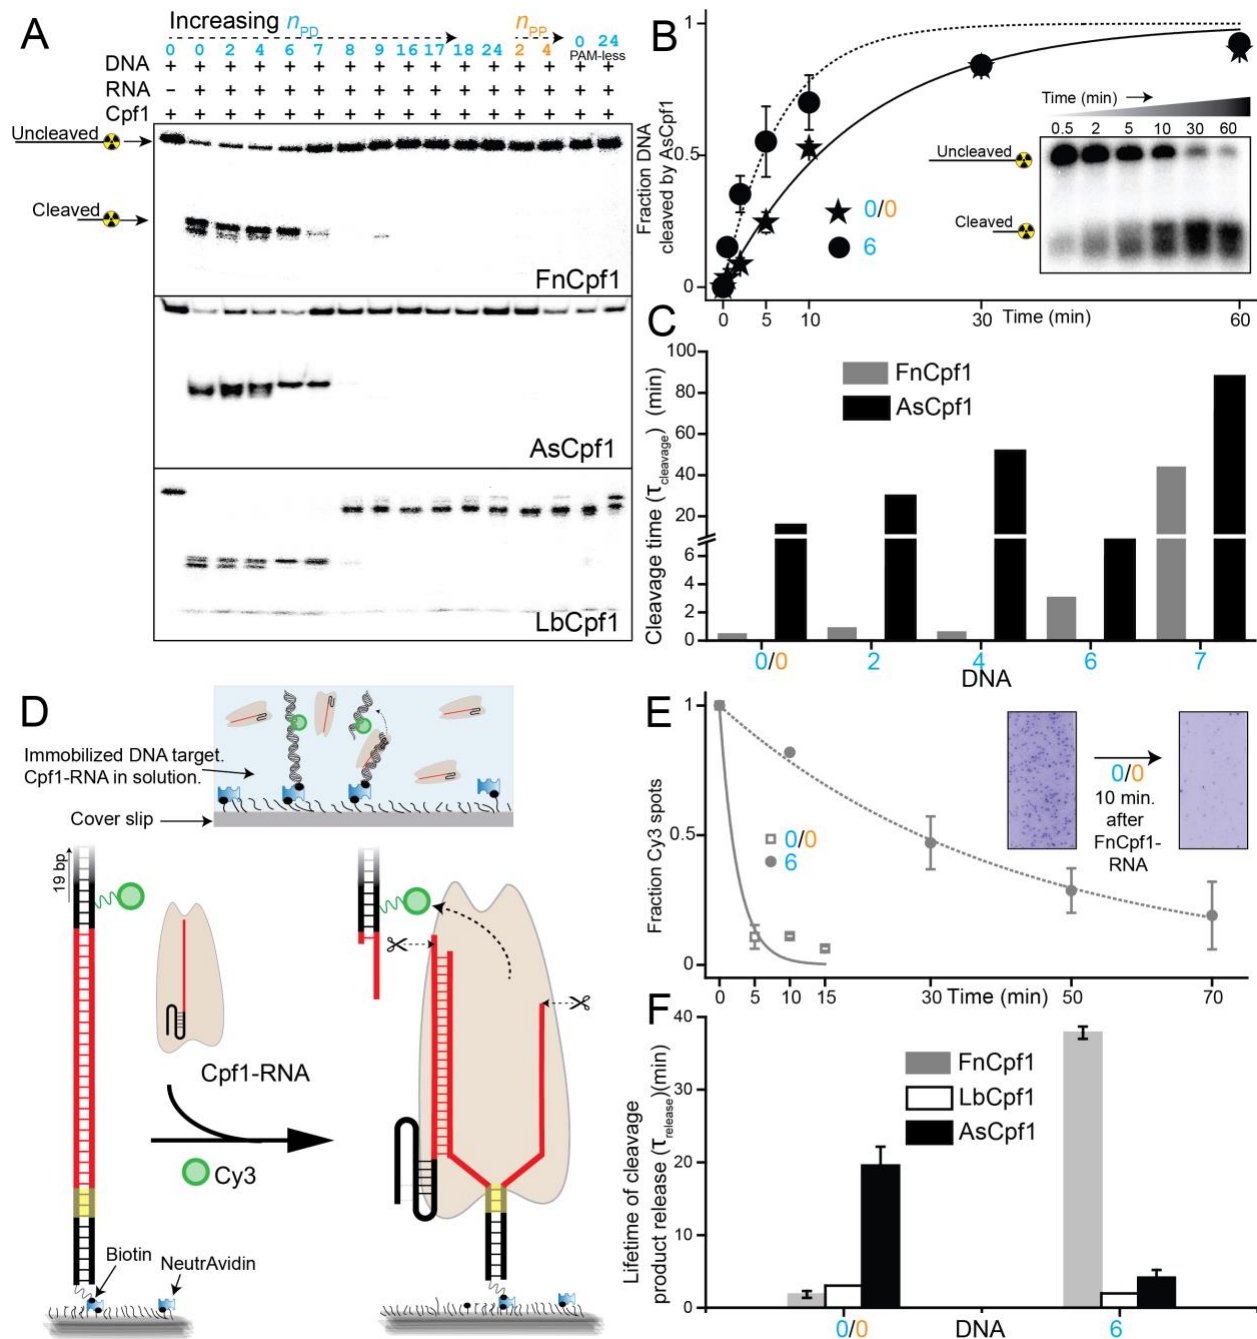 A
Increasing nPD
nPP
0 0 2 4 6 7 8 9 16 17 18 24 2 4 0 24
PAM-less
DNA + + + + + + + + + + + + + + + +
RNA - + + + + + + + + + + + + + + +
Cpf1 + + + + + + + + + + + + + + + +
Uncleaved
Cleaved
FnCpf1
AsCpf1
LbCpf1
B
Fraction DNA
cleaved by AsCpf1
1
0.5
0
0/0
6
Time (min)
0.5 2 5 10 30 60
Uncleaved
Cleaved
0 5 10 30 Time (min) 60
C
Cleavage time (τcleavage) (min)
100
80
60
40
20
6
4
2
0
FnCpf1
AsCpf1
0/0 2 4 6 7
DNA
D
Immobilized DNA target.
Cpf1-RNA in solution.
Cover slip
19 bp
Cpf1-RNA
Cy3
Biotin
NeutrAvidin
E
Fraction Cy3 spots
1
0.5
0
0/0
6
0/0
10 min.
after
FnCpf1-
RNA
0 5 10 15 30 Time (min) 50 70
F
Lifetime of cleavage
product release (τrelease)(min)
40
30
20
10
0
FnCpf1
LbCpf1
AsCpf1
0/0 DNA 6